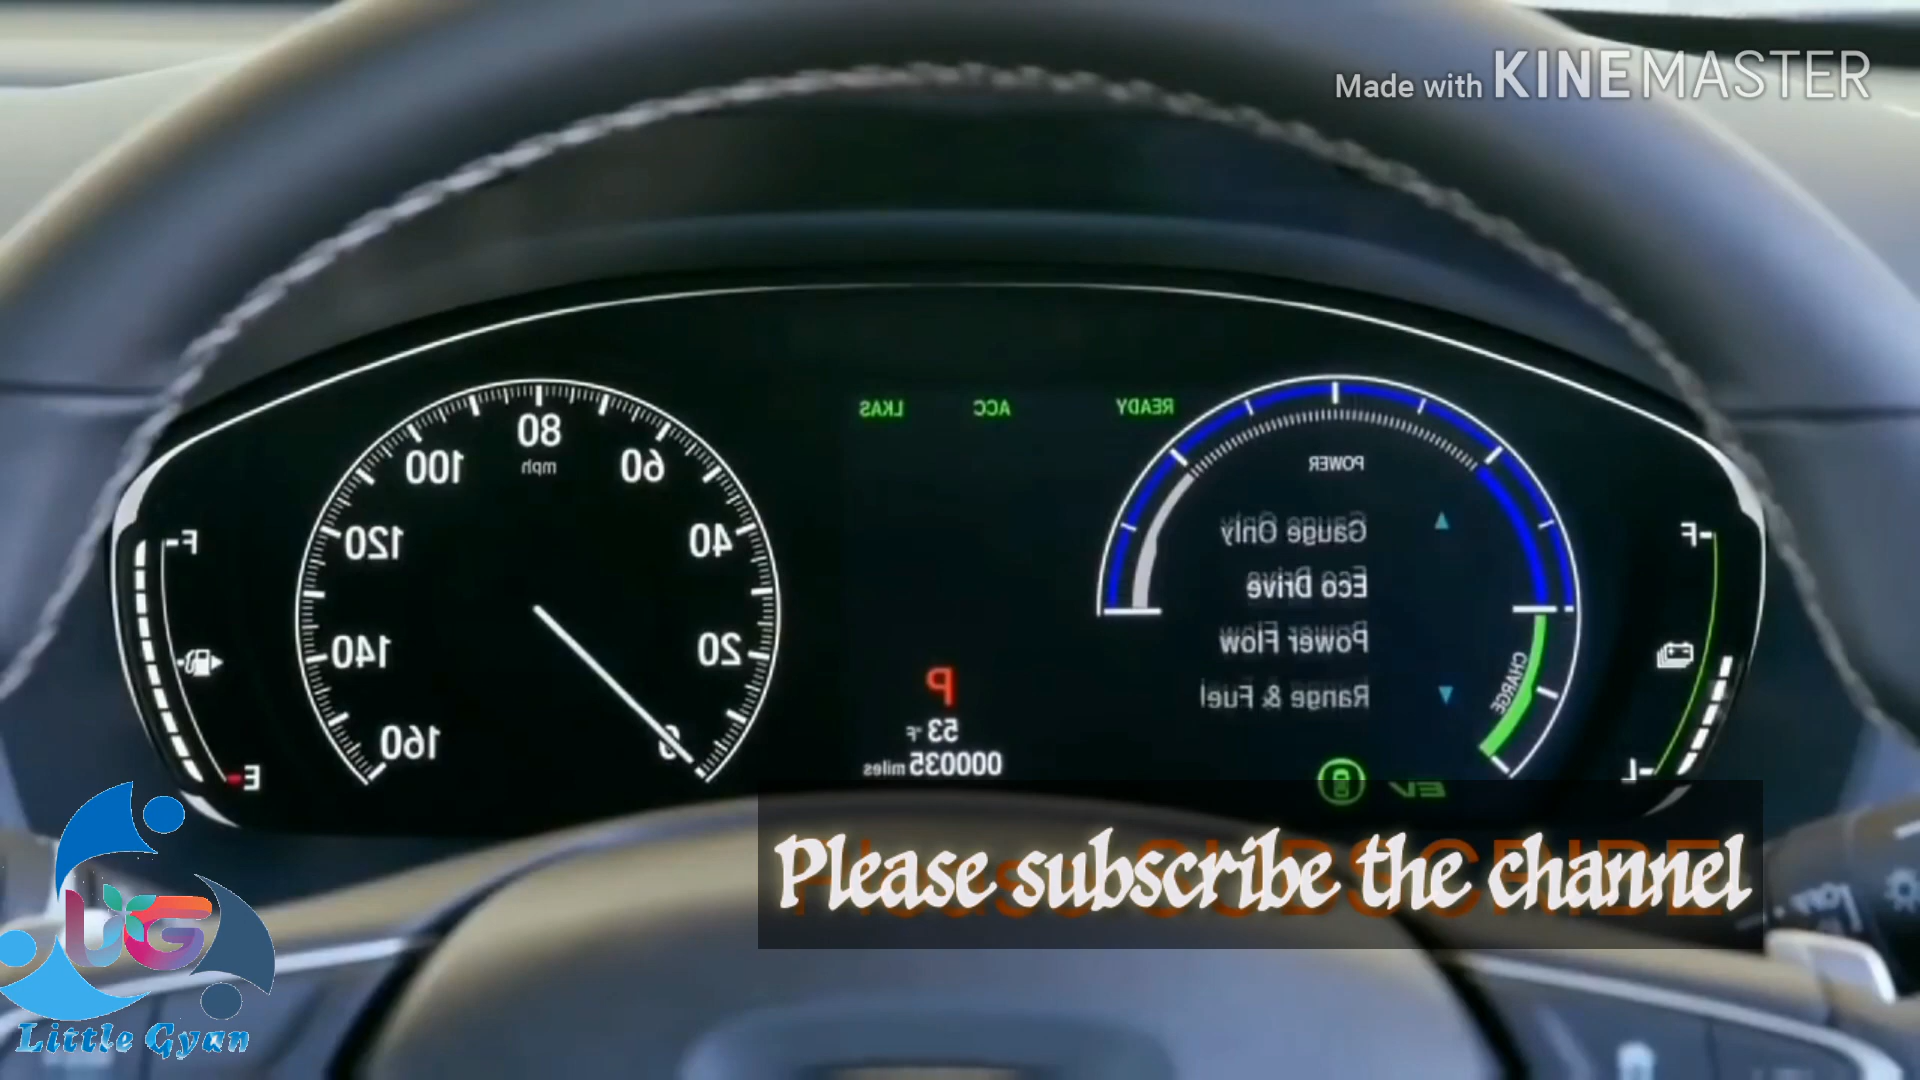 Made with KINEMASTER
LKAS ACC READY
80
100 mph 60
POWER
120 40
Gauge Only
Eco Drive
140 20
Power Flow
160 0
Range & Fuel
CHARGE
F
E
F
L
P
53 °F
000035 miles
EV
Please subscribe the channel
UG
Little Gyan